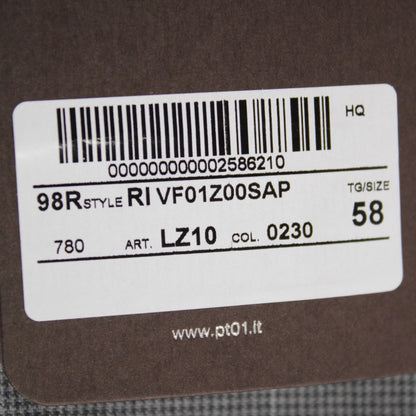 HQ
000000000002586210
98R STYLE RI VF01Z00SAP TG/SIZE
58
780 ART. LZ10 COL. 0230
www.pt01.it